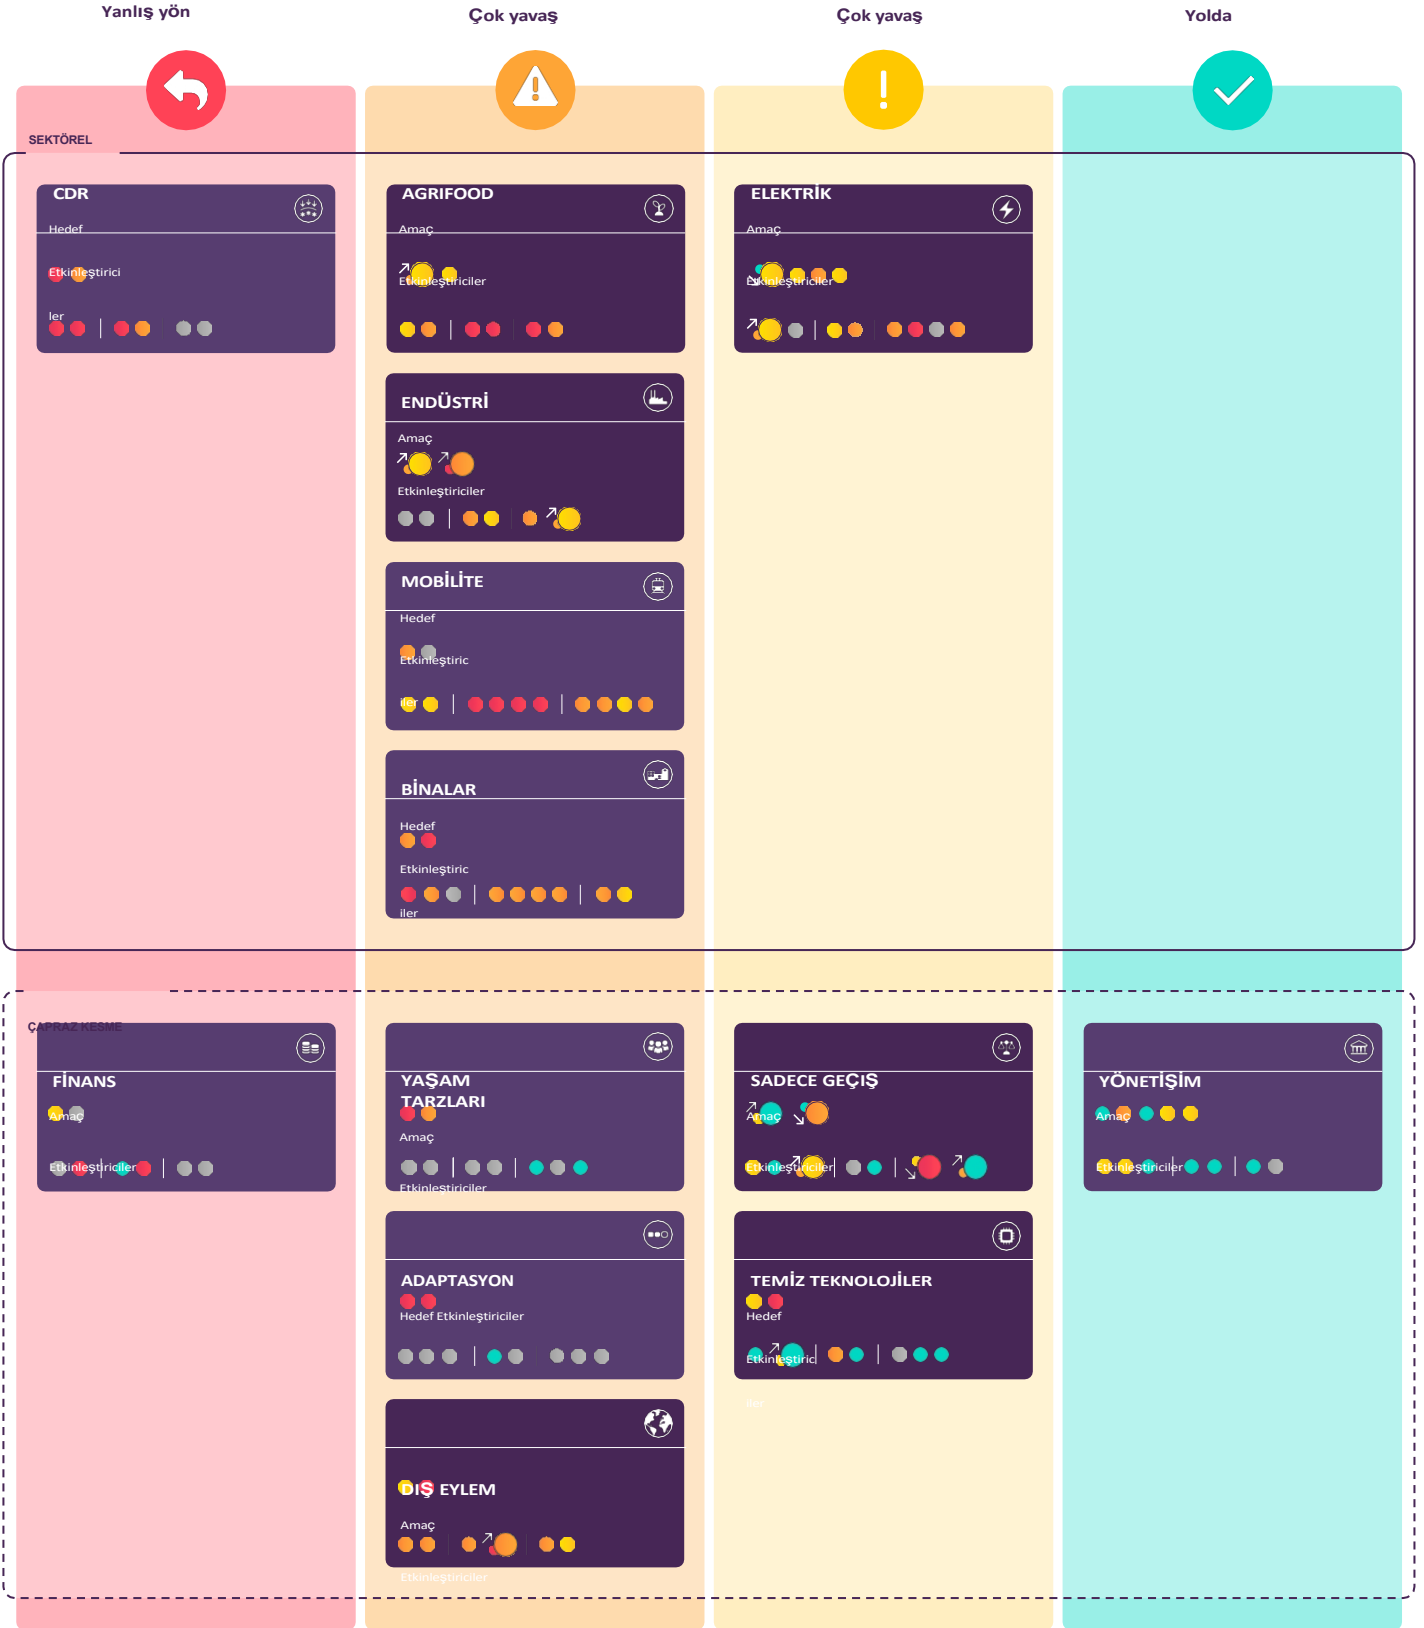 Yanlış yön
Çok yavaş
Çok yavaş
Yolda
SEKTÖREL
CDR
Hedef
Etkinleştirici
ler
AGRIFOOD
Amaç
Etkinleştiriciler
ELEKTRİK
Amaç
Etkinleştiriciler
ENDÜSTRİ
Amaç
Etkinleştiriciler
MOBİLİTE
Hedef
Etkinleştiric
iler
BİNALAR
Hedef
Etkinleştiric
iler
ÇAPRAZ KESME
FİNANS
Amaç
Etkinleştiriciler
YAŞAM
TARZLARI
Amaç
Etkinleştiriciler
SADECE GEÇIŞ
Amaç
Etkinleştiriciler
YÖNETİŞİM
Amaç
Etkinleştiriciler
ADAPTASYON
Hedef Etkinleştiriciler
TEMİZ TEKNOLOJİLER
Hedef
Etkinleştiric
iler
DIŞ EYLEM
Amaç
Etkinleştiriciler